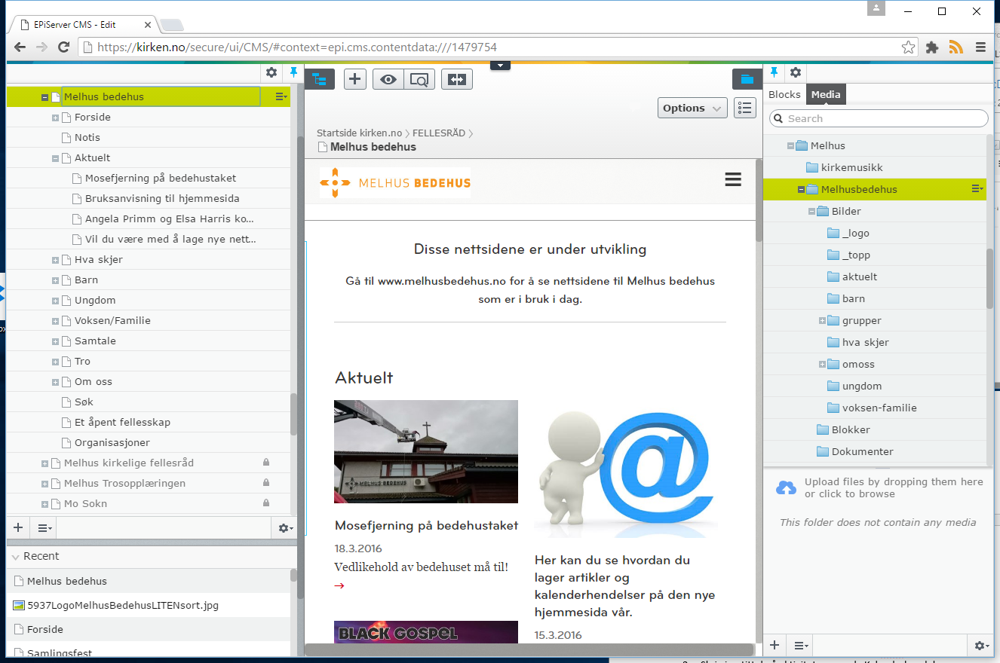 EPiServer CMS - Edit
https://kirken.no/secure/ui/CMS/#context=epi.cms.contentdata:///1479754
Melhus bedehus
Forside
Notis
Aktuelt
Mosefjerning på bedehustaket
Bruksanvisning til hjemmesida
Angela Primm og Elsa Harris ko...
Vil du være med å lage nye nett...
Hva skjer
Barn
Ungdom
Voksen/Familie
Samtale
Tro
Om oss
Søk
Et åpent fellesskap
Organisasjoner
Melhus kirkelige fellesråd
Melhus Trosopplæringen
Mo Sokn
Recent
Melhus bedehus
5937LogoMelhusBedehusLITENsort.jpg
Forside
Samlingsfest
Options
Startside kirken.no
FELLESRÅD
Melhus bedehus
MELHUS BEDEHUS
Disse nettsidene er under utvikling
Gå til www.melhusbedehus.no for å se nettsidene til Melhus bedehus
som er i bruk i dag.
Aktuelt
MELHUS BEDEHUS
Mosefjerning på bedehustaket
18.3.2016
Vedlikehold av bedehuset må til!
→
BLACK GOSPEL
@
Her kan du se hvordan du
lager artikler og
kalenderhendelser på den nye
hjemmesida vår.
15.3.2016
Blocks
Media
Search
Melhus
kirkemusikk
Melhusbedehus
Bilder
_logo
_topp
aktuelt
barn
grupper
hva skjer
omoss
ungdom
voksen-familie
Blokker
Dokumenter
Upload files by dropping them here
or click to browse
This folder does not contain any media